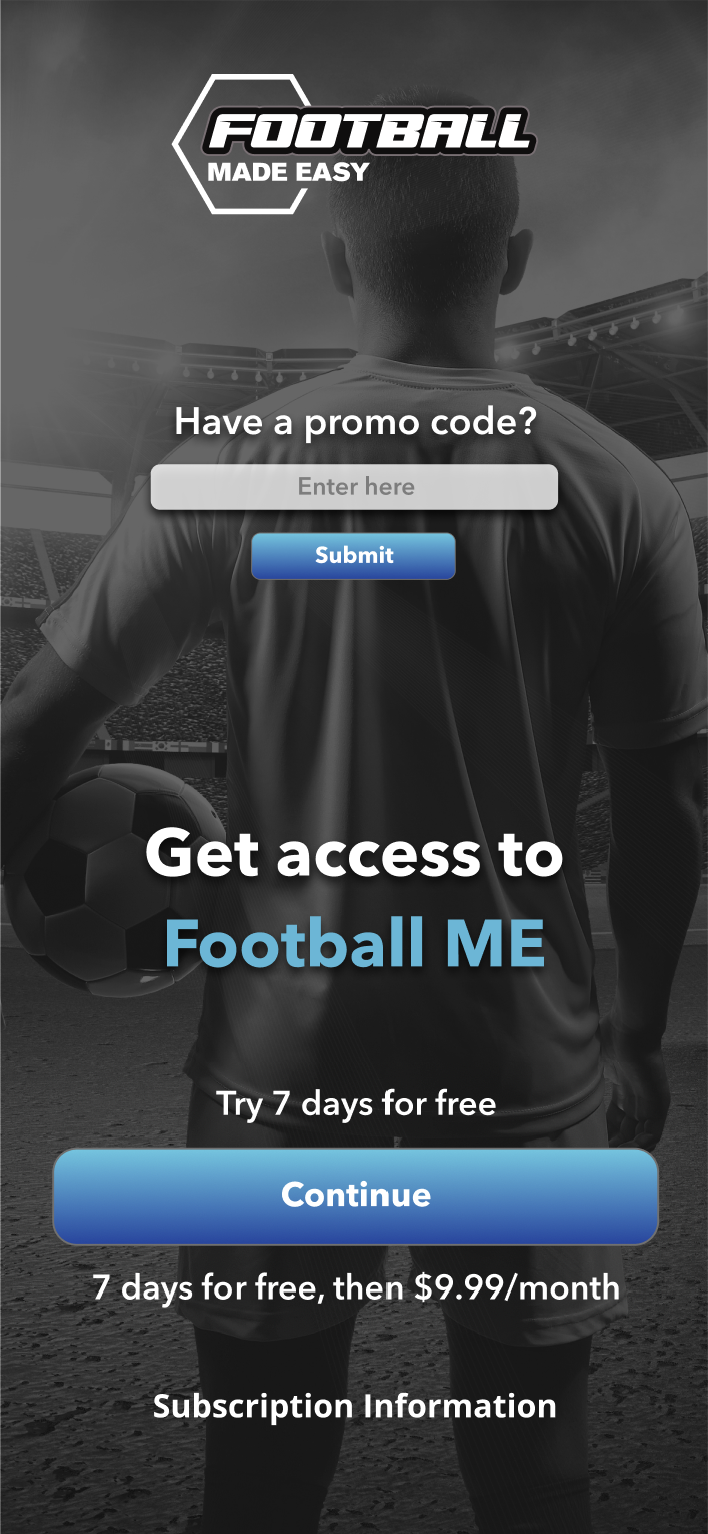 FOOTBALL
MADE EASY
Have a promo code?
Enter here
Submit
Get access to
Football ME
Try 7 days for free
Continue
7 days for free, then $9.99/month
Subscription Information